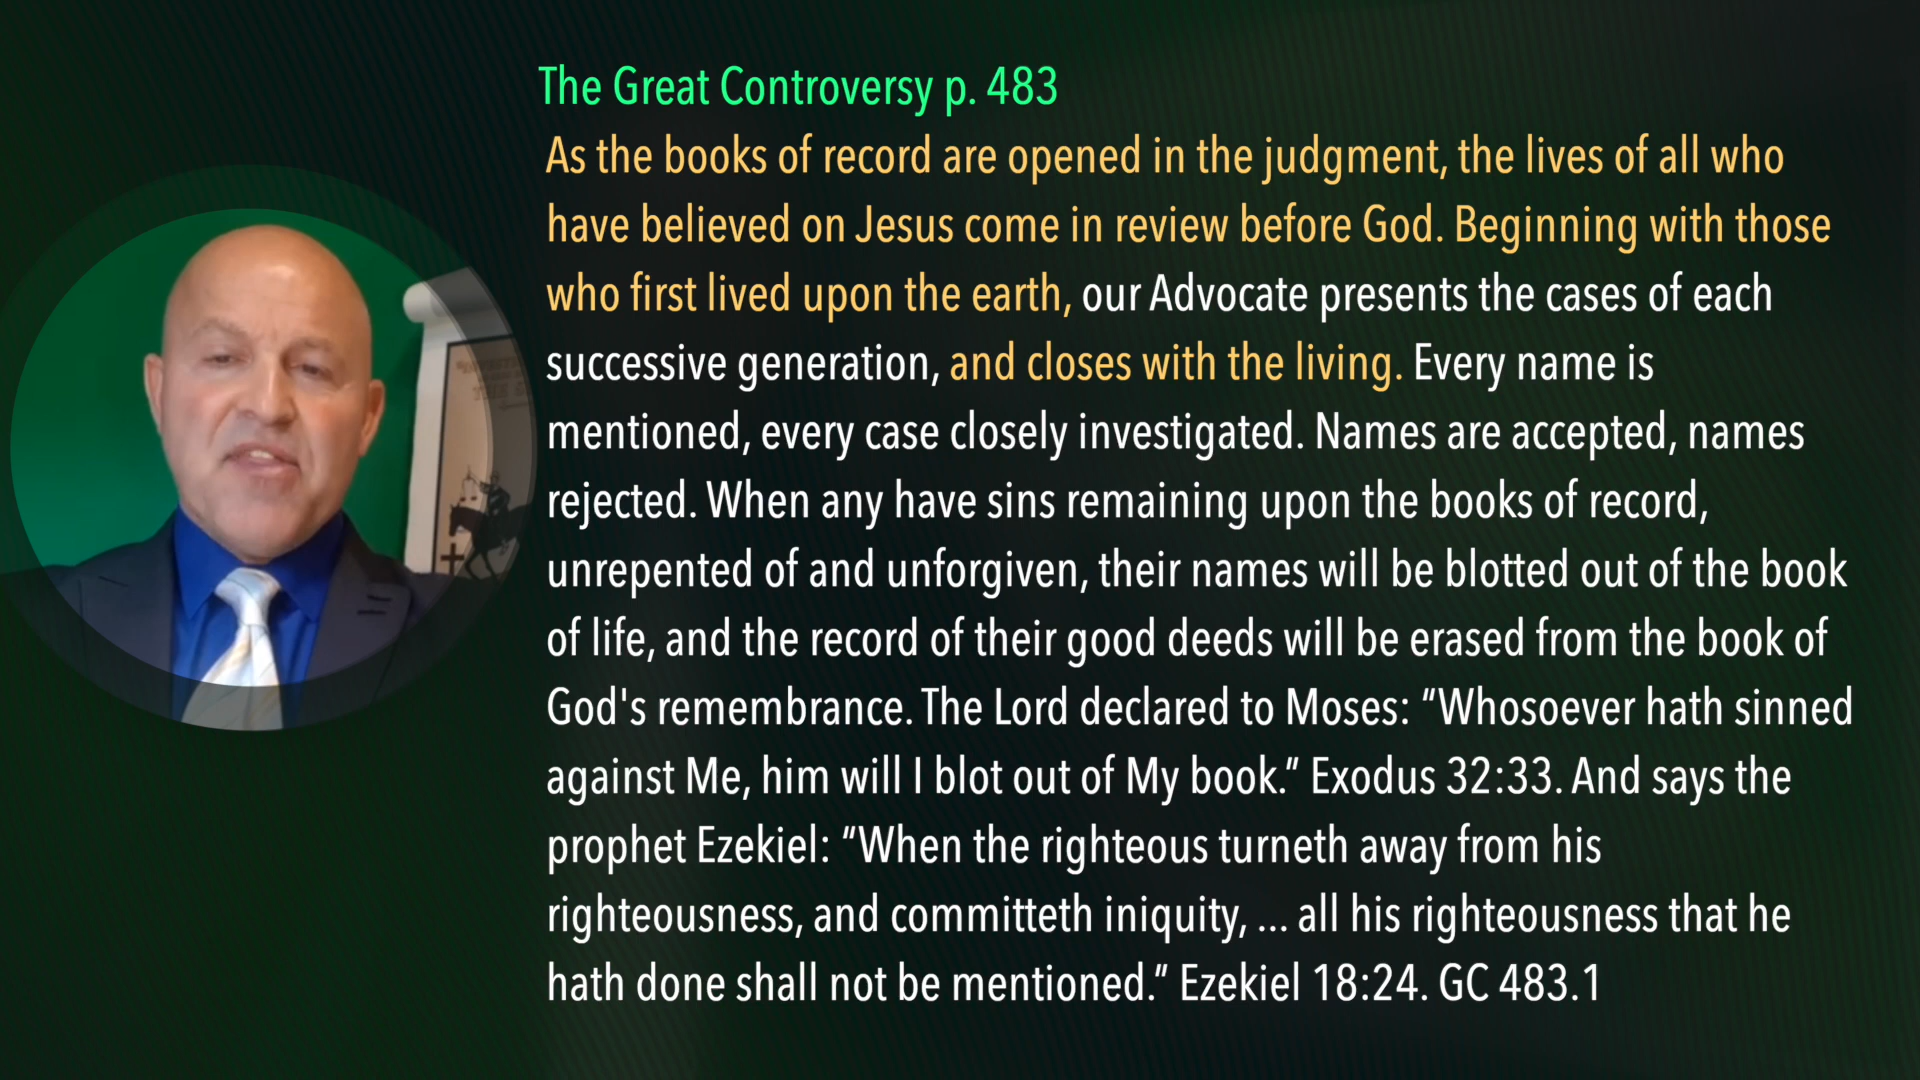 The Great Controversy p. 483
As the books of record are opened in the judgment, the lives of all who
have believed on Jesus come in review before God. Beginning with those
who first lived upon the earth, our Advocate presents the cases of each
successive generation, and closes with the living. Every name is
mentioned, every case closely investigated. Names are accepted, names
rejected. When any have sins remaining upon the books of record,
unrepented of and unforgiven, their names will be blotted out of the book
of life, and the record of their good deeds will be erased from the book of
God's remembrance. The Lord declared to Moses: “Whosoever hath sinned
against Me, him will I blot out of My book.” Exodus 32:33. And says the
prophet Ezekiel: “When the righteous turneth away from his
righteousness, and committeth iniquity, ... all his righteousness that he
hath done shall not be mentioned.” Ezekiel 18:24. GC 483.1